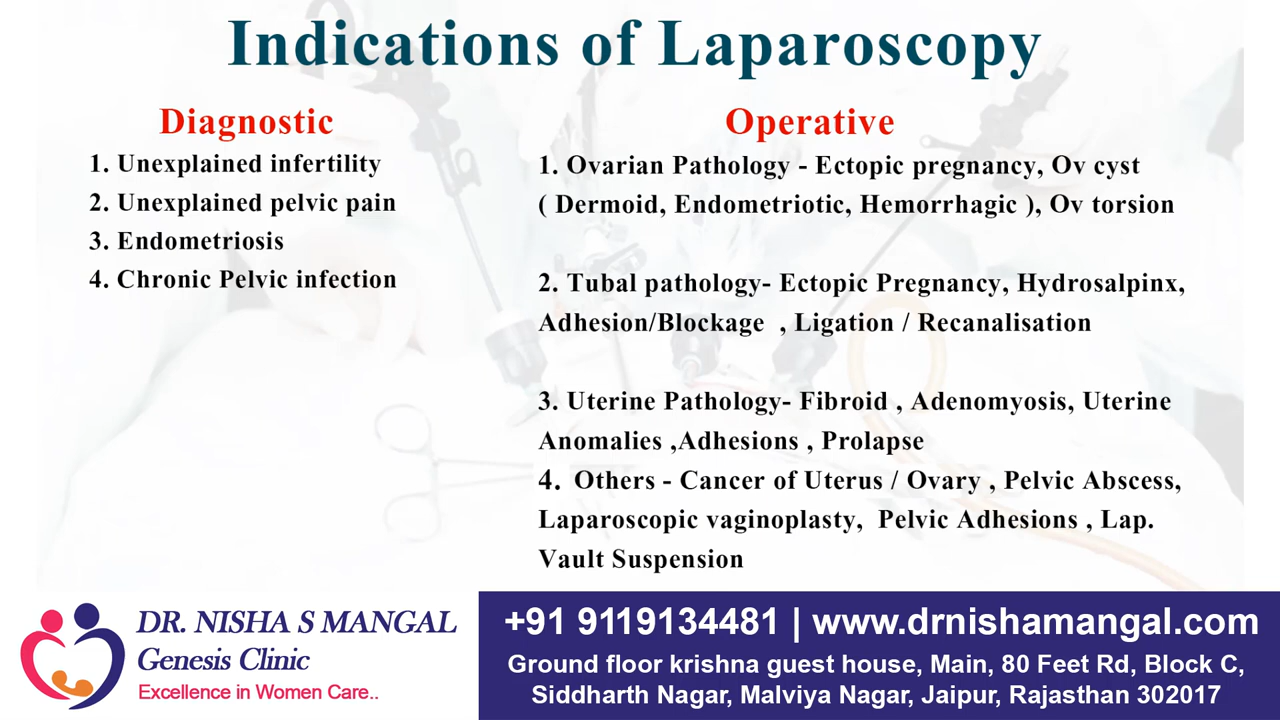 Indications of Laparoscopy
Diagnostic
1. Unexplained infertility
2. Unexplained pelvic pain
3. Endometriosis
4. Chronic Pelvic infection
Operative
1. Ovarian Pathology - Ectopic pregnancy, Ov cyst
( Dermoid, Endometriotic, Hemorrhagic ), Ov torsion
2. Tubal pathology- Ectopic Pregnancy, Hydrosalpinx,
Adhesion/Blockage , Ligation / Recanalisation
3. Uterine Pathology- Fibroid , Adenomyosis, Uterine
Anomalies ,Adhesions , Prolapse
4. Others - Cancer of Uterus / Ovary , Pelvic Abscess,
Laparoscopic vaginoplasty, Pelvic Adhesions , Lap.
Vault Suspension
DR. NISHA S MANGAL
Genesis Clinic
Excellence in Women Care..
+91 9119134481 | www.drnishamangal.com
Ground floor krishna guest house, Main, 80 Feet Rd, Block C,
Siddharth Nagar, Malviya Nagar, Jaipur, Rajasthan 302017